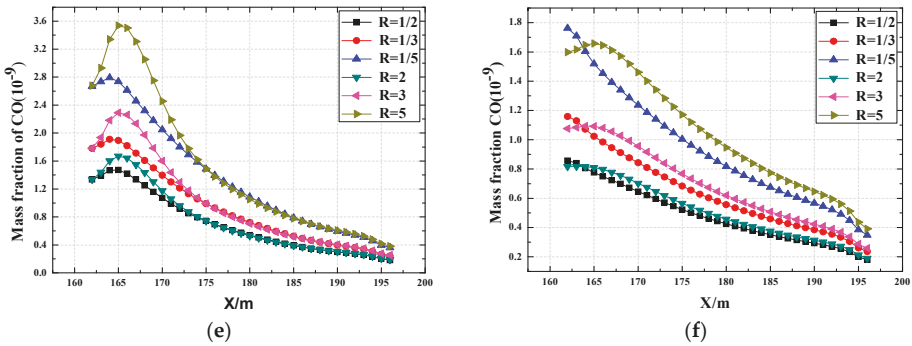 Mass fraction of CO(10⁻⁹)
3.6
3.2
2.8
2.4
2.0
1.6
1.2
0.8
0.4
0.0
R=1/2
R=1/3
R=1/5
R=2
R=3
R=5
160 165 170 175 180 185 190 195 200
X/m
(e)
Mass fraction CO(10⁻⁹)
1.8
1.6
1.4
1.2
1.0
0.8
0.6
0.4
0.2
R=1/2
R=1/3
R=1/5
R=2
R=3
R=5
160 165 170 175 180 185 190 195 200
X/m
(f)